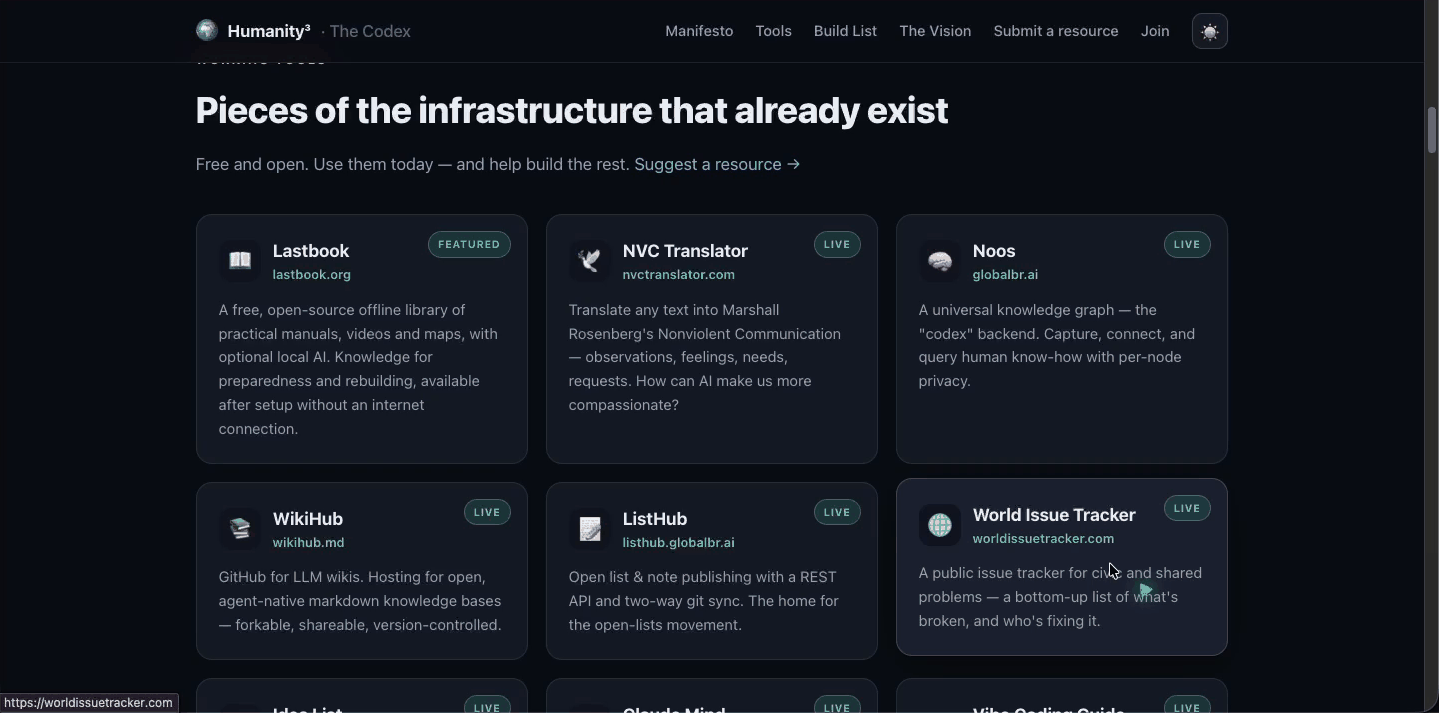 Humanity³ · The Codex
Manifesto Tools Build List The Vision Submit a resource Join
Pieces of the infrastructure that already exist
Free and open. Use them today — and help build the rest. Suggest a resource →
Lastbook
FEATURED
lastbook.org
A free, open-source offline library of
practical manuals, videos and maps, with
optional local AI. Knowledge for
preparedness and rebuilding, available
after setup without an internet
connection.
NVC Translator
LIVE
nvctranslator.com
Translate any text into Marshall
Rosenberg's Nonviolent Communication
— observations, feelings, needs,
requests. How can AI make us more
compassionate?
Noos
LIVE
globalbr.ai
A universal knowledge graph — the
"codex" backend. Capture, connect, and
query human know-how with per-node
privacy.
WikiHub
LIVE
wikihub.md
GitHub for LLM wikis. Hosting for open,
agent-native markdown knowledge bases
— forkable, shareable, version-controlled.
ListHub
LIVE
listhub.globalbr.ai
Open list & note publishing with a REST
API and two-way git sync. The home for
the open-lists movement.
World Issue Tracker
LIVE
worldissuetracker.com
A public issue tracker for civic and shared
problems — a bottom-up list of what's
broken, and who's fixing it.
LIVE
LIVE
LIVE
https://worldissuetracker.com